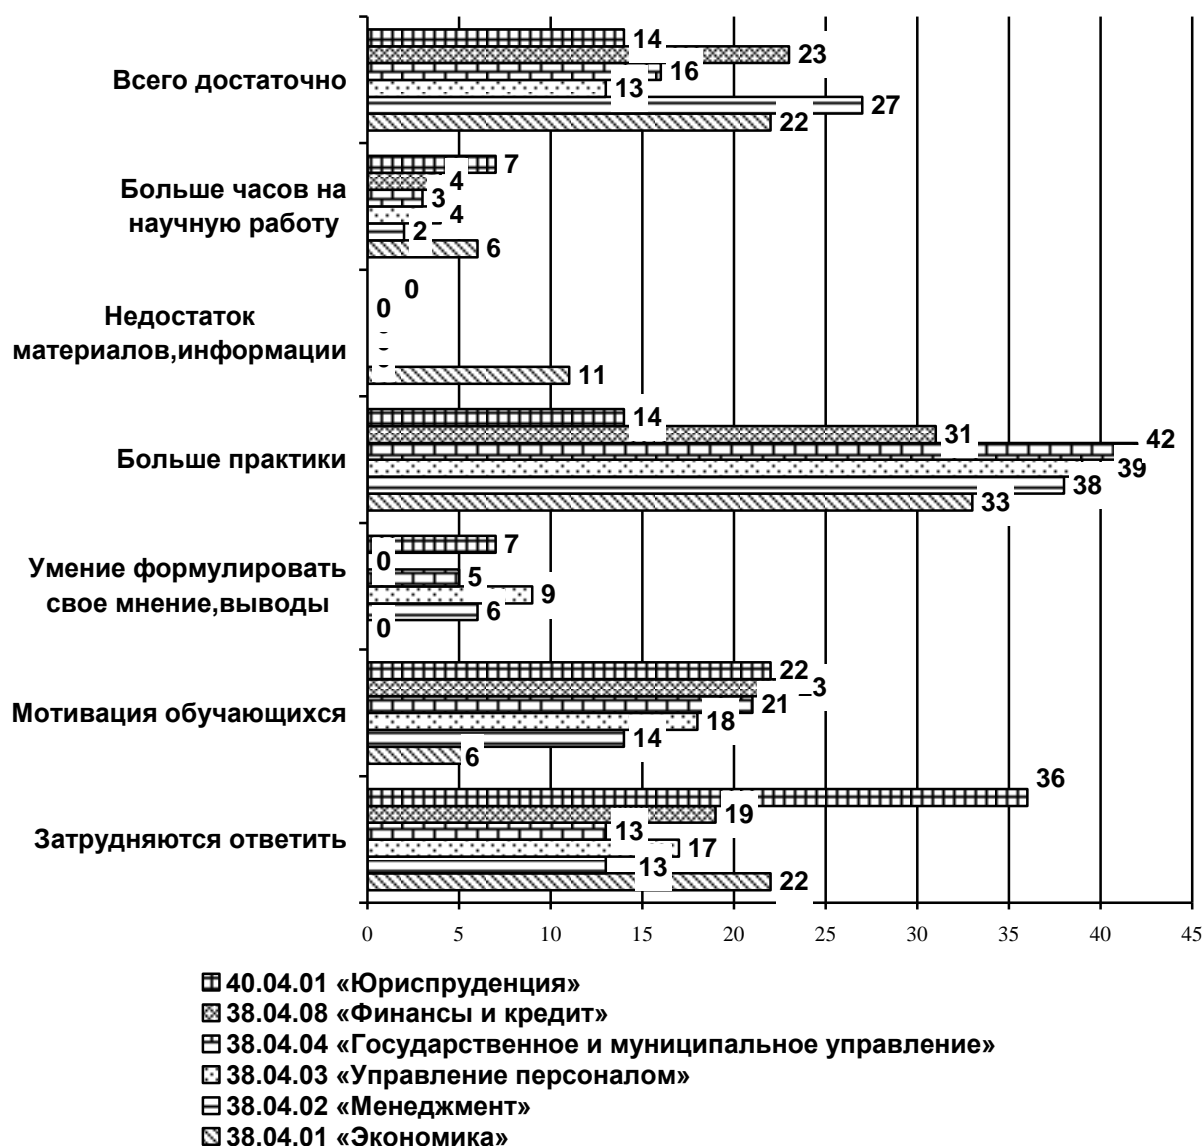 14
23
Всего достаточно
16
13
27
22
7
Больше часов на
4
3
научную работу
4
2
6
0
Недостаток
0
материалов,информации
11
14
31
42
Больше практики
39
38
33
7
0
Умение формулировать
5
свое мнение,выводы
9
6
0
22
3
21
Мотивация обучающихся
18
14
6
36
19
Затрудняются ответить
13
17
13
22
0 5 10 15 20 25 30 35 40 45
40.04.01 «Юриспруденция»
38.04.08 «Финансы и кредит»
38.04.04 «Государственное и муниципальное управление»
38.04.03 «Управление персоналом»
38.04.02 «Менеджмент»
38.04.01 «Экономика»